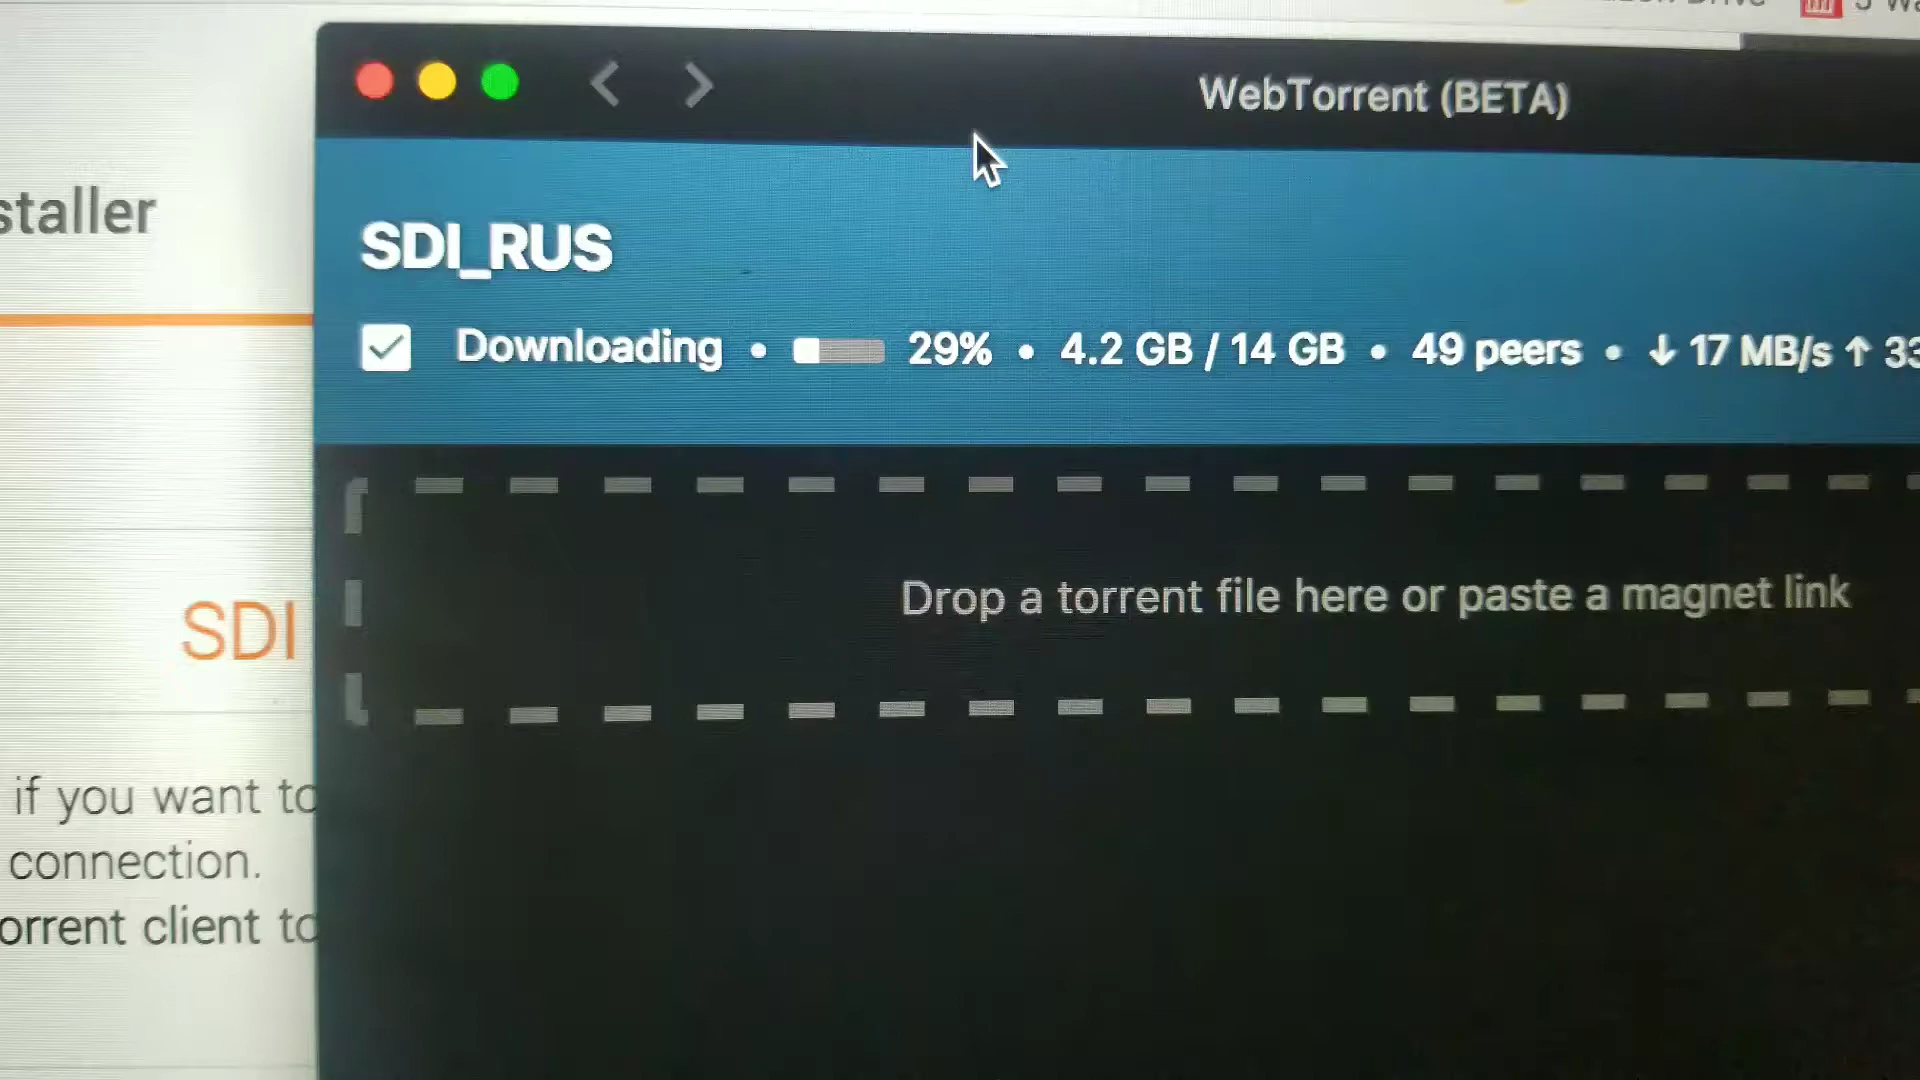 WebTorrent (BETA)
staller
SDI_RUS
Downloading • 29% • 4.2 GB / 14 GB • 49 peers • ↓ 17 MB/s ↑ 33
Drop a torrent file here or paste a magnet link
SDI
if you want to
connection.
orrent client to